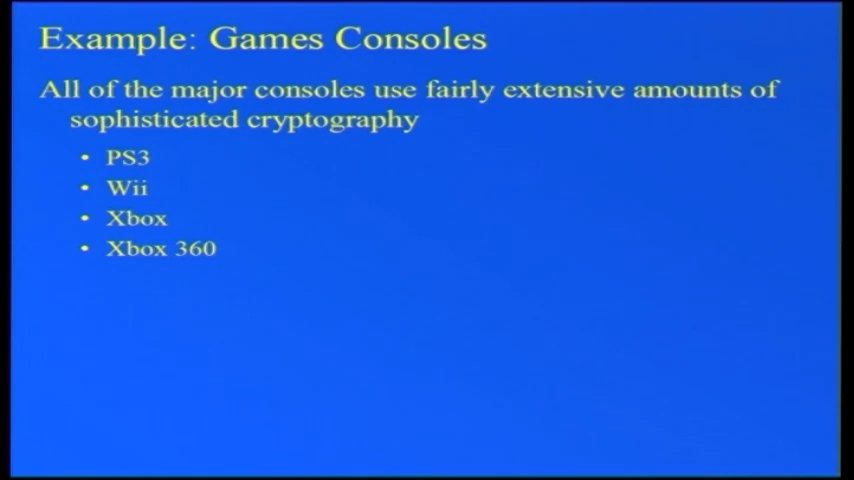 Example: Games Consoles
All of the major consoles use fairly extensive amounts of
sophisticated cryptography
• PS3
• Wii
• Xbox
• Xbox 360